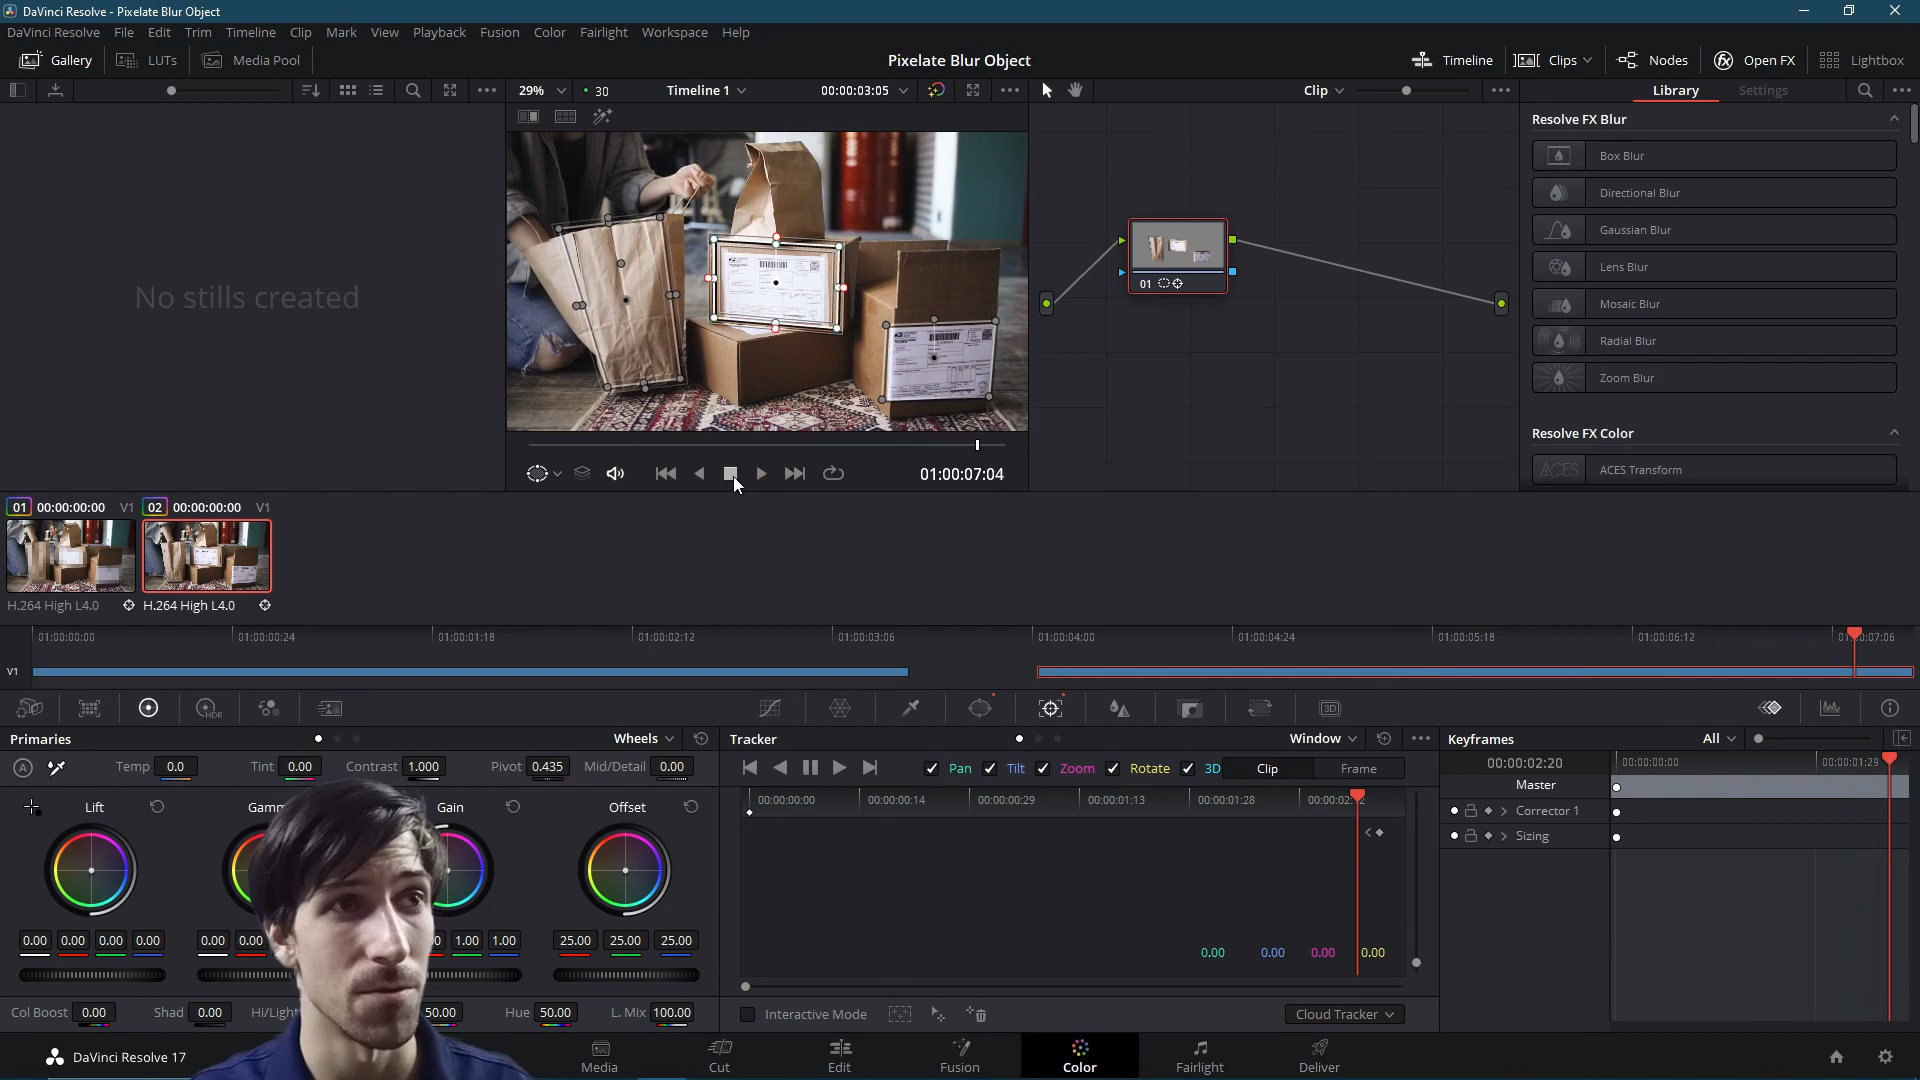 DaVinci Resolve - Pixelate Blur Object
DaVinci Resolve File Edit Trim Timeline Clip Mark View Playback Fusion Color Fairlight Workspace Help
Gallery LUTs Media Pool Pixelate Blur Object Timeline Clips Nodes fx Open FX Lightbox
29% 30 Timeline 1 00:00:03:05 Clip Library Settings
Resolve FX Blur
Box Blur
Directional Blur
Gaussian Blur
Lens Blur
Mosaic Blur
Radial Blur
Zoom Blur
Resolve FX Color
ACES ACES Transform
No stills created
01
01:00:07:04
01 00:00:00:00 V1 02 00:00:00:00 V1
H.264 High L4.0 H.264 High L4.0
01:00:00:00 01:00:00:24 01:00:01:18 01:00:02:12 01:00:03:06 01:00:04:00 01:00:04:24 01:00:05:18 01:00:06:12
V1
HDR 3D
Primaries Wheels Tracker Window Keyframes All
A Temp 0.0 Tint 0.00 Contrast 1.000 Pivot 0.435 Mid/Detail 0.00
Pan Tilt Zoom Rotate 3D Clip Frame
00:00:02:20 00:00:00:00 00:00:01:29
Master
Lift Gain Offset
00:00:00:00 00:00:00:14 00:00:00:29 00:00:01:13 00:00:01:28
Corrector 1
Sizing
0.00 0.00 0.00 0.00 0.00 0.00 1.00 1.00 25.00 25.00 25.00
0.00 0.00 0.00 0.00
Col Boost 0.00 Shad 0.00 50.00 Hue 50.00 L. Mix 100.00
Interactive Mode Cloud Tracker
DaVinci Resolve 17 Media Cut Edit Fusion Color Fairlight Deliver